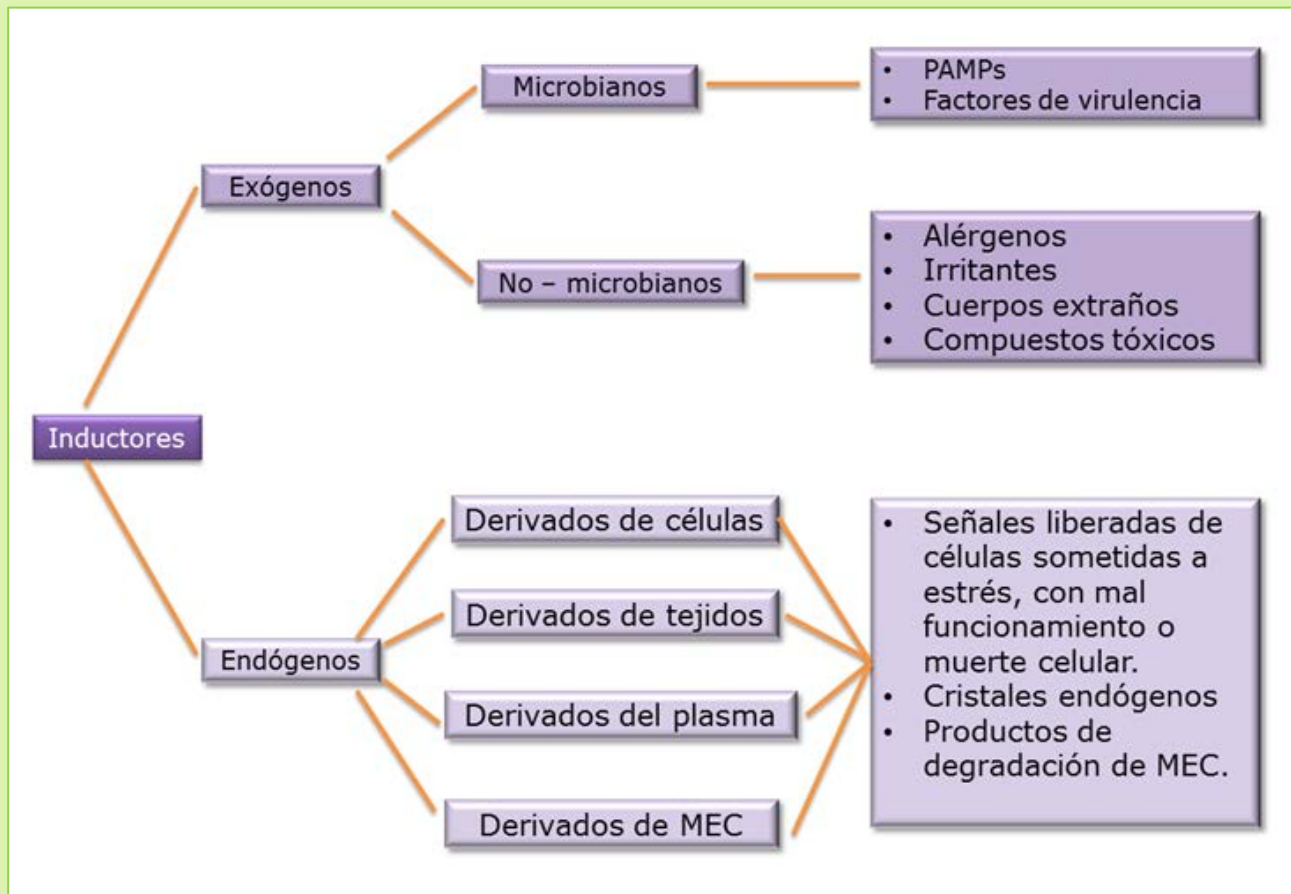 Microbianos
• PAMPs
• Factores de virulencia
Exógenos
No – microbianos
• Alérgenos
• Irritantes
• Cuerpos extraños
• Compuestos tóxicos
Inductores
Derivados de células
Derivados de tejidos
Endógenos
Derivados del plasma
Derivados de MEC
• Señales liberadas de
células sometidas a
estrés, con mal
funcionamiento o
muerte celular.
• Cristales endógenos
• Productos de
degradación de MEC.